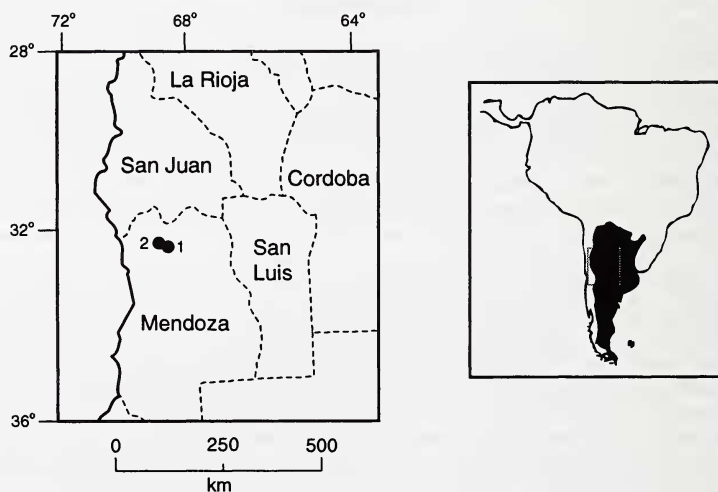 72° 68° 64°
28°
La Rioja
San Juan
Cordoba
32°
2 1
San
Luis
Mendoza
36°
0 250 500
km